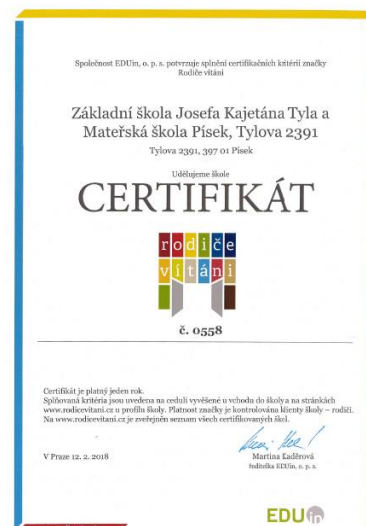 Společnost EDUin, o. p. s. potvrzuje splnění certifikačních kritérií značky
Rodiče vítáni
Základní škola Josefa Kajetána Tyla a
Mateřská škola Písek, Tylova 2391
Tylova 2391, 397 01 Písek
Udělujeme škole
CERTIFIKÁT
rodiče
vítáni
č. 0558
Certifikát je platný jeden rok.
Splňovaná kritéria jsou uvedena na ceduli vyvěšené u vchodu do školy a na stránkách
www.rodicevitani.cz u profilu školy. Platnost značky je kontrolována klienty školy – rodiči.
Na www.rodicevitani.cz je zveřejněn seznam všech certifikovaných škol.
V Praze 12. 2. 2018
Martina Kaděrová
ředitelka EDUin, o. p. s.
EDUin